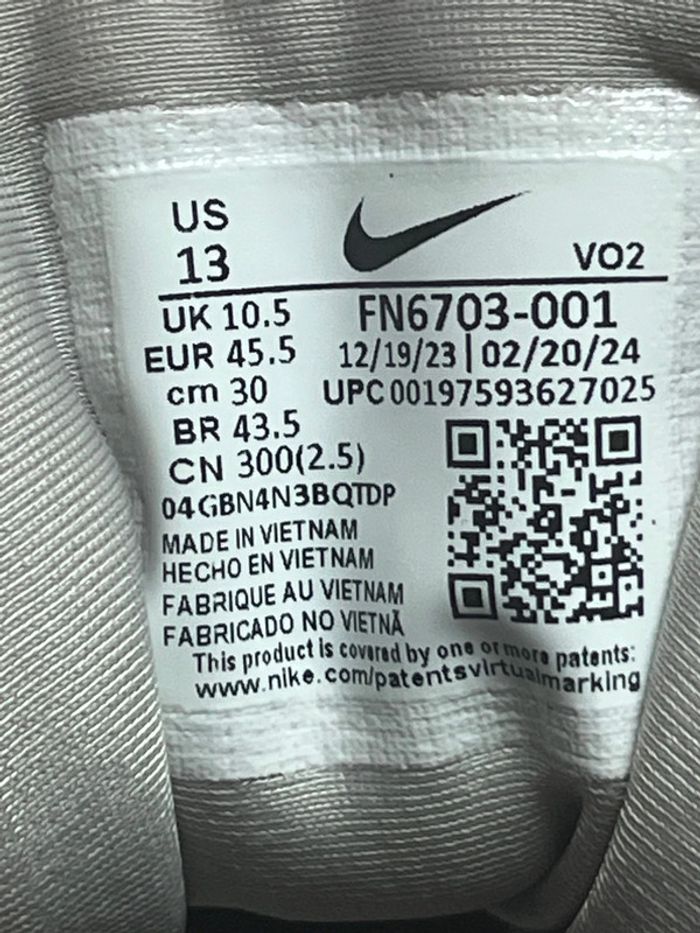 US
13
VO2
UK 10.5
FN6703-001
EUR 45.5
12/19/23 | 02/20/24
cm 30
UPC 00197593627025
BR 43.5
CN 300(2.5)
04GBN4N3BQTDP
MADE IN VIETNAM
HECHO EN VIETNAM
FABRIQUE AU VIETNAM
FABRICADO NO VIETNÃ
This product is covered by one or more patents:
www.nike.com/patentsvirtualmarking